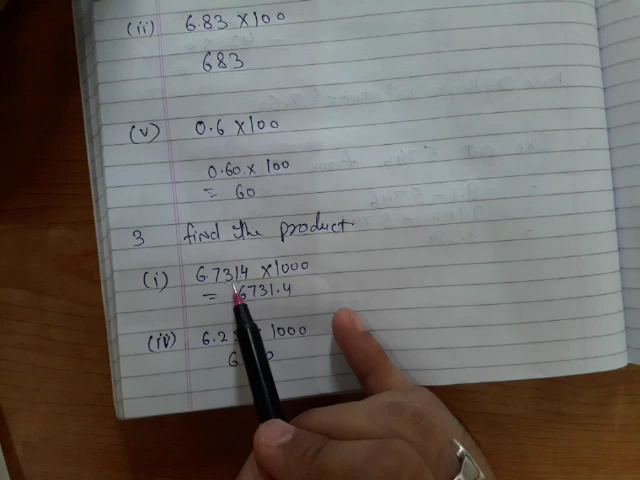 (ii) 6.83 × 100
683
(v) 0.6 × 100
0.60 × 100
= 60
3 find the product
(i) 6.7314 × 1000
= 6731.4
(iv) 1000